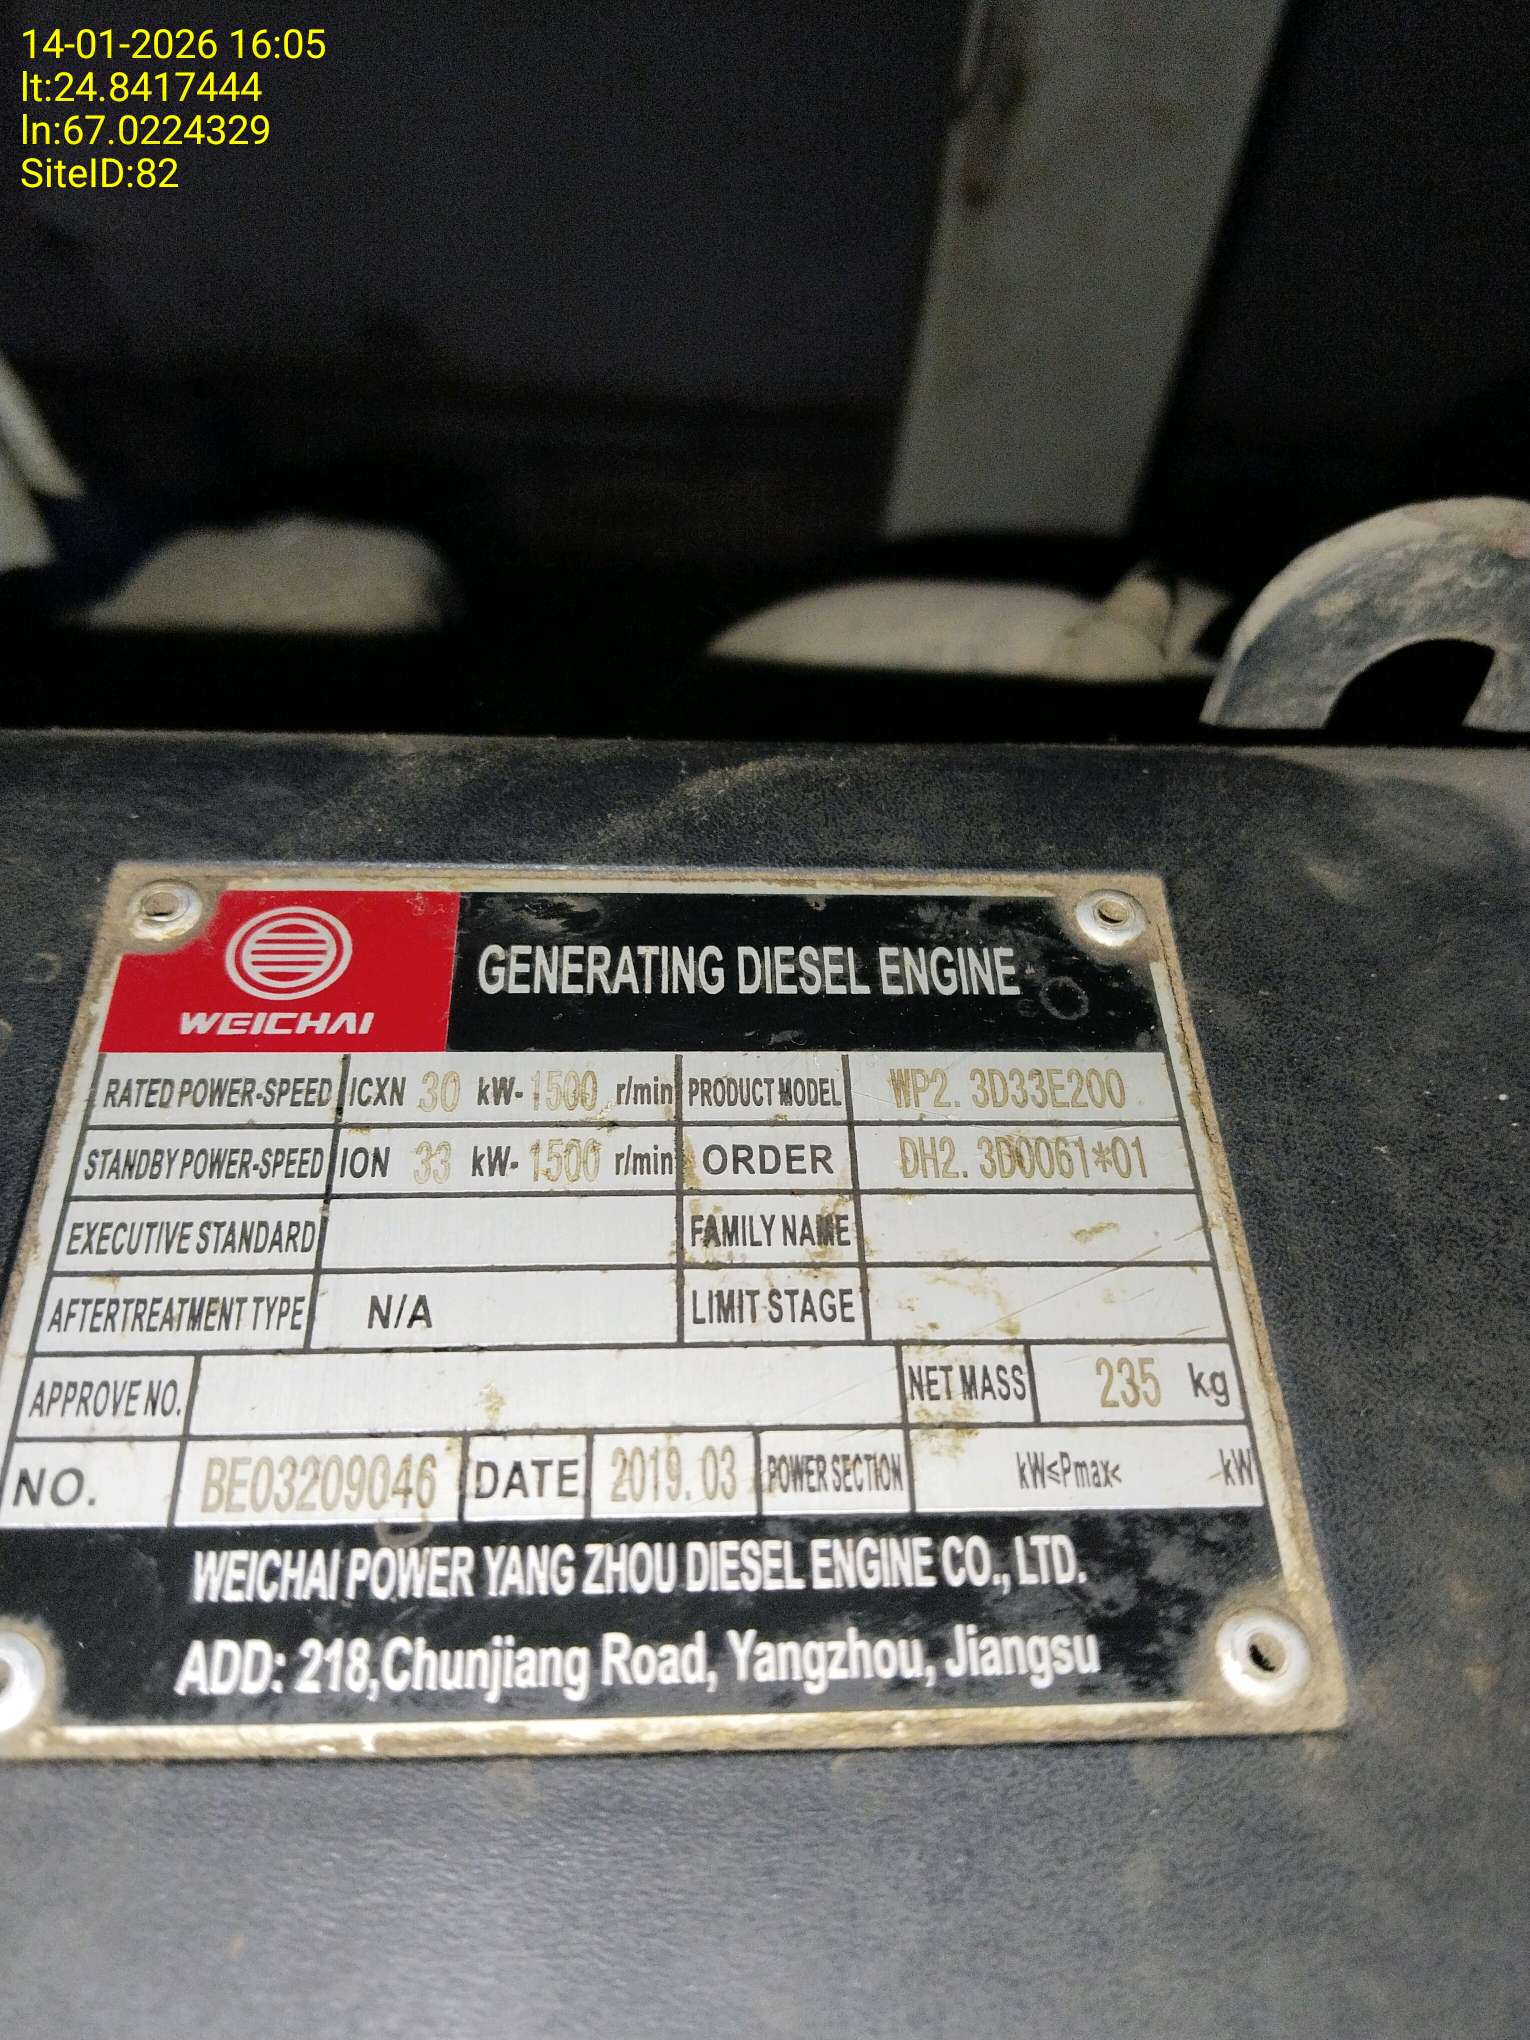 14-01-2026 16:05
lt:24.8417444
ln:67.0224329
SiteID:82
WEICHAI
GENERATING DIESEL ENGINE
RATED POWER-SPEED ICXN 30 kW- 1500 r/min PRODUCT MODEL WP2.3D33E200
STANDBY POWER-SPEED ION 33 kW- 1500 r/min ORDER DH2.3D0061*01
EXECUTIVE STANDARD FAMILY NAME
AFTERTREATMENT TYPE N/A LIMIT STAGE
APPROVE NO. NET MASS 235 kg
NO. BE03209046 DATE 2019.03 POWER SECTION kW≤Pmax< kW
WEICHAI POWER YANG ZHOU DIESEL ENGINE CO., LTD.
ADD: 218,Chunjiang Road, Yangzhou, Jiangsu